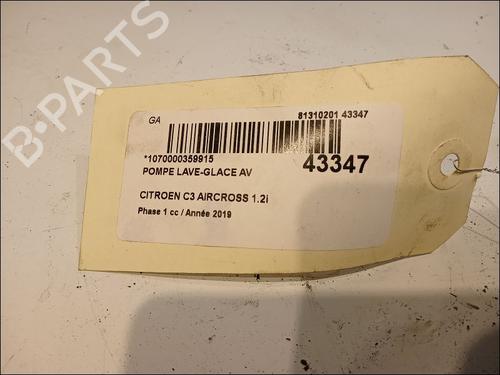 B-PARTS
GA
81310201 43347
*1070000359915
43347
POMPE LAVE-GLACE AV
CITROEN C3 AIRCROSS 1.2i
Phase 1 cc / Année 2019